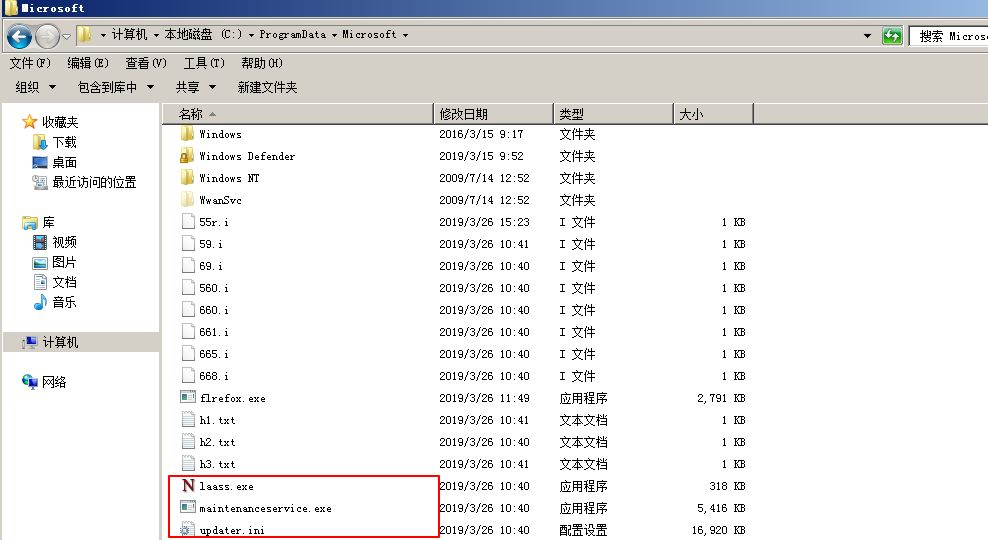 Microsoft
计算机 本地磁盘 (C:) ProgramData Microsoft 搜索 Micros
文件(F) 编辑(E) 查看(V) 工具(T) 帮助(H)
组织 包含到库中 共享 新建文件夹
收藏夹
下载
桌面
最近访问的位置
库
视频
图片
文档
音乐
计算机
网络
名称 修改日期 类型 大小
Windows 2016/3/15 9:17 文件夹
Windows Defender 2019/3/15 9:52 文件夹
Windows NT 2009/7/14 12:52 文件夹
WwanSvc 2009/7/14 12:52 文件夹
55r.i 2019/3/26 15:23 I 文件 1 KB
59.i 2019/3/26 10:41 I 文件 1 KB
69.i 2019/3/26 10:40 I 文件 1 KB
560.i 2019/3/26 10:40 I 文件 1 KB
660.i 2019/3/26 10:40 I 文件 1 KB
661.i 2019/3/26 10:40 I 文件 1 KB
665.i 2019/3/26 10:40 I 文件 1 KB
668.i 2019/3/26 10:40 I 文件 1 KB
flrefox.exe 2019/3/26 11:49 应用程序 2,791 KB
h1.txt 2019/3/26 10:41 文本文档 1 KB
h2.txt 2019/3/26 10:40 文本文档 1 KB
h3.txt 2019/3/26 10:41 文本文档 1 KB
laass.exe 2019/3/26 10:40 应用程序 318 KB
maintenanceservice.exe 2019/3/26 10:40 应用程序 5,416 KB
updater.ini 2019/3/26 10:40 配置设置 16,920 KB